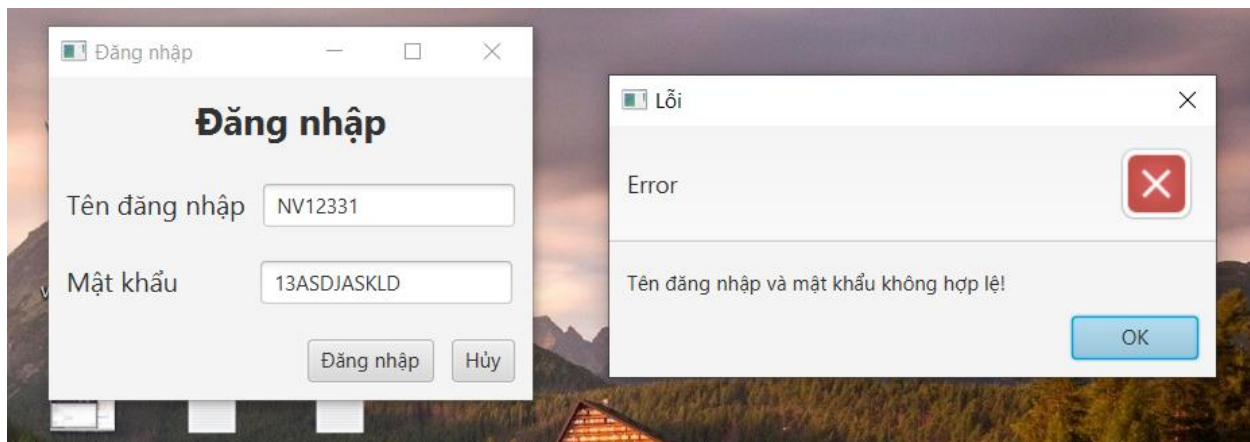 Đăng nhập
Đăng nhập
Tên đăng nhập NV12331
Mật khẩu 13ASDJASKLD
Đăng nhập Hủy
Lỗi
Error
Tên đăng nhập và mật khẩu không hợp lệ!
OK